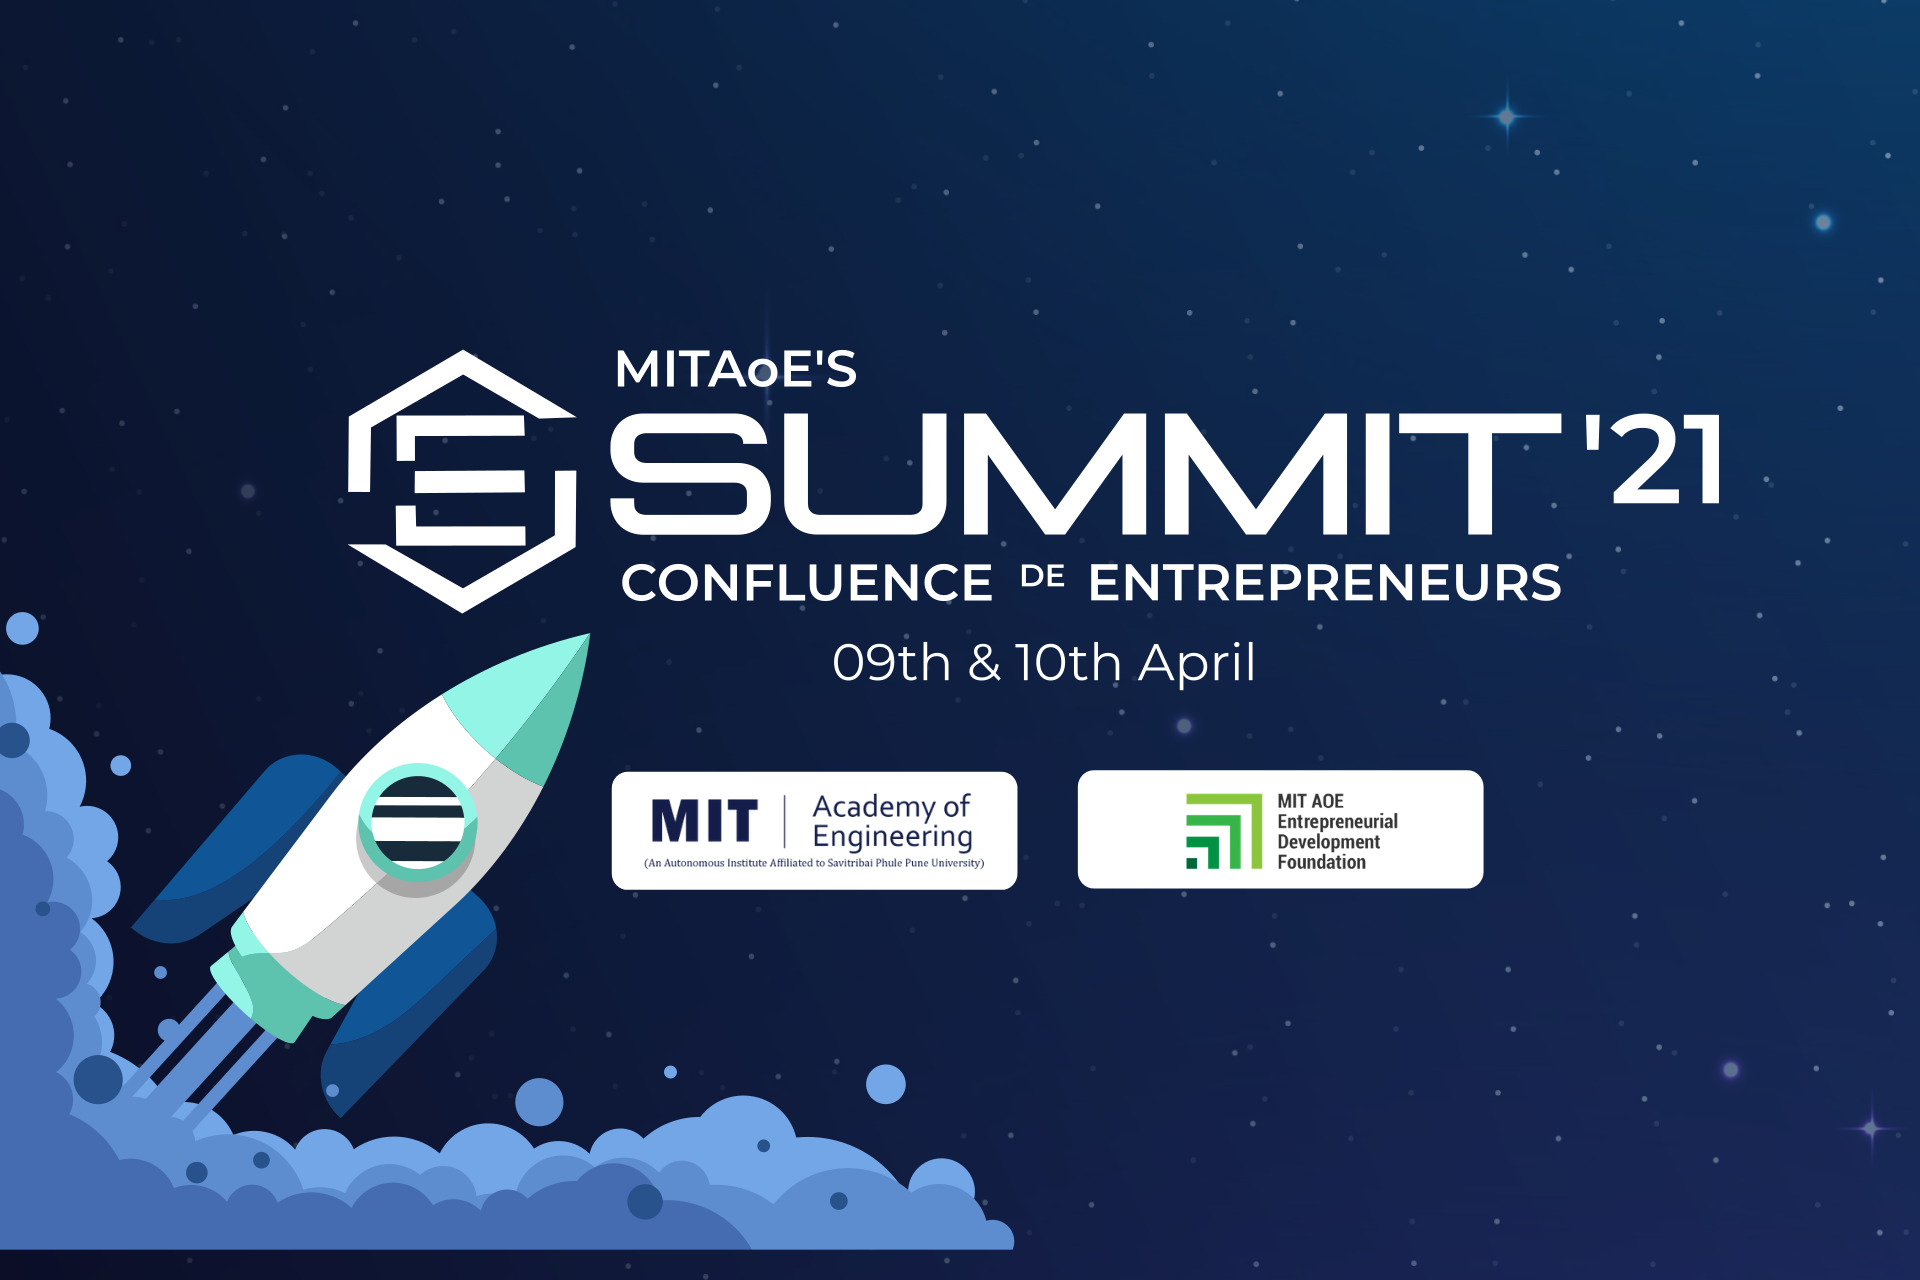 MITAoE'S
E SUMMIT '21
CONFLUENCE DE ENTREPRENEURS
09th & 10th April
MIT | Academy of
Engineering
(An Autonomous Institute Affiliated to Savitribai Phule Pune University)
MIT AOE
Entrepreneurial
Development
Foundation